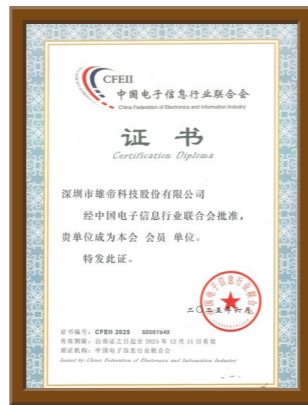 CFEII
中国电子信息行业联合会
China Federation of Electronics and Information Industry
证书
Certification Diploma
深圳市雄帝科技股份有限公司
经中国电子信息行业联合会批准，
贵单位成为本会 会员 单位。
特发此证。
二〇二五年六月
证书编号：CFEII 2025
有效期限：自颁证之日起至 2025 年 12 月 31 日有效
颁证机构：中国电子信息行业联合会
Issued by: China Federation of Electronics and Information Industry